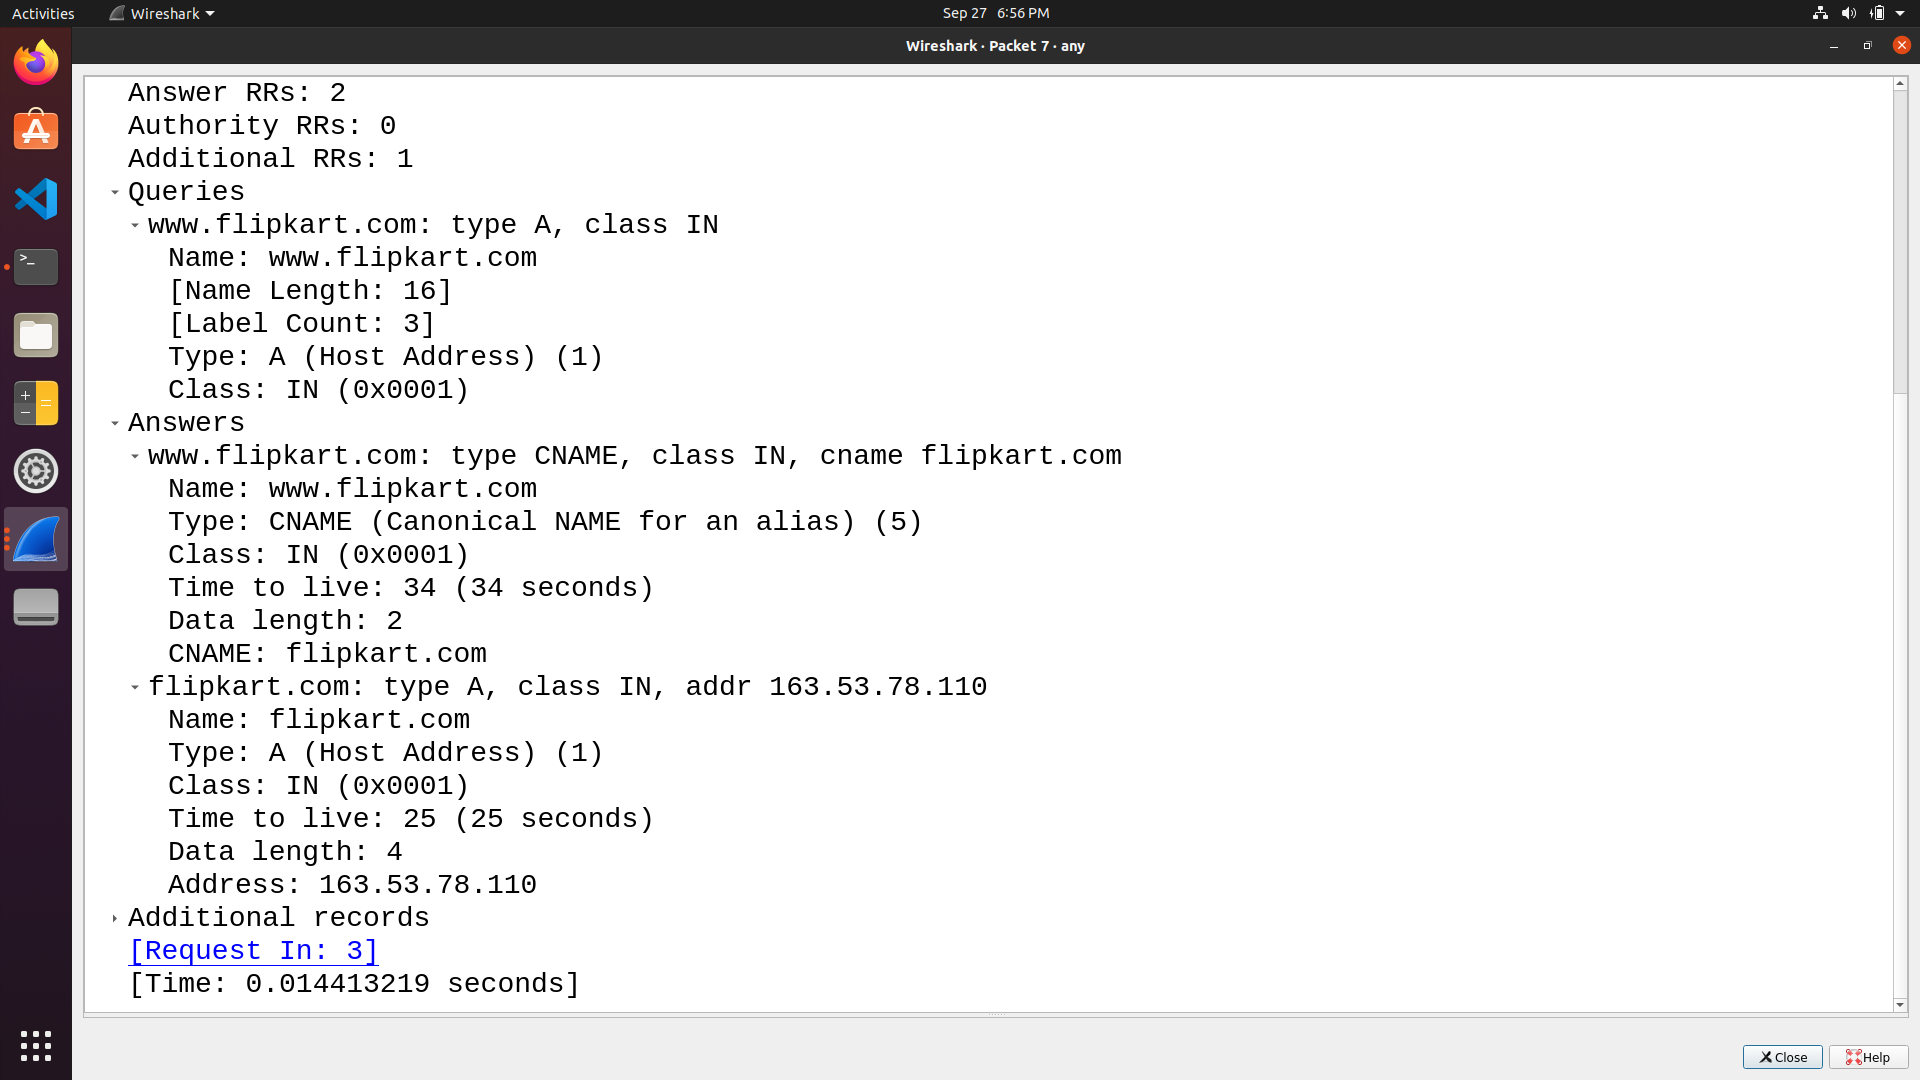 Activities
Wireshark
Sep 27 6:56 PM
Wireshark · Packet 7 · any
Answer RRs: 2
Authority RRs: 0
Additional RRs: 1
Queries
www.flipkart.com: type A, class IN
Name: www.flipkart.com
[Name Length: 16]
[Label Count: 3]
Type: A (Host Address) (1)
Class: IN (0x0001)
Answers
www.flipkart.com: type CNAME, class IN, cname flipkart.com
Name: www.flipkart.com
Type: CNAME (Canonical NAME for an alias) (5)
Class: IN (0x0001)
Time to live: 34 (34 seconds)
Data length: 2
CNAME: flipkart.com
flipkart.com: type A, class IN, addr 163.53.78.110
Name: flipkart.com
Type: A (Host Address) (1)
Class: IN (0x0001)
Time to live: 25 (25 seconds)
Data length: 4
Address: 163.53.78.110
Additional records
[Request In: 3]
[Time: 0.014413219 seconds]
Close
Help